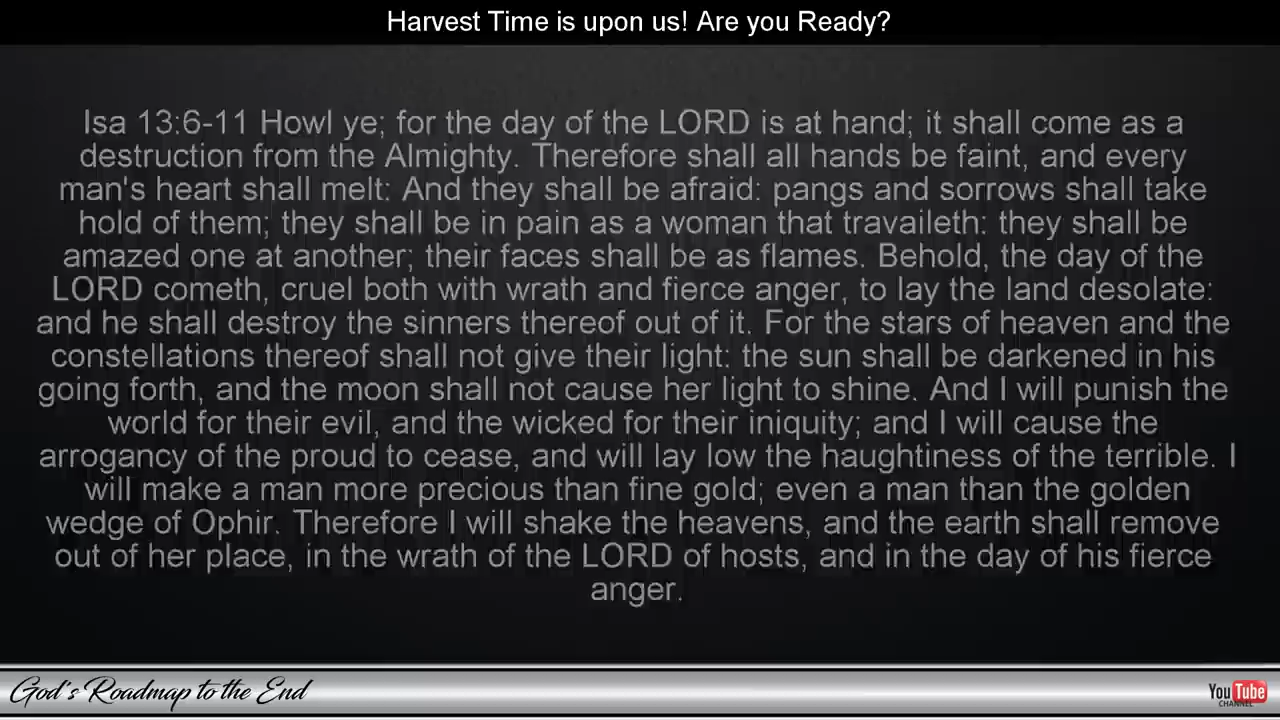 Harvest Time is upon us! Are you Ready?
Isa 13:6-11 Howl ye; for the day of the LORD is at hand; it shall come as a
destruction from the Almighty. Therefore shall all hands be faint, and every
man's heart shall melt: And they shall be afraid: pangs and sorrows shall take
hold of them; they shall be in pain as a woman that travaileth: they shall be
amazed one at another; their faces shall be as flames. Behold, the day of the
LORD cometh, cruel both with wrath and fierce anger, to lay the land desolate:
and he shall destroy the sinners thereof out of it. For the stars of heaven and the
constellations thereof shall not give their light: the sun shall be darkened in his
going forth, and the moon shall not cause her light to shine. And I will punish the
world for their evil, and the wicked for their iniquity; and I will cause the
arrogancy of the proud to cease, and will lay low the haughtiness of the terrible. I
will make a man more precious than fine gold; even a man than the golden
wedge of Ophir. Therefore I will shake the heavens, and the earth shall remove
out of her place, in the wrath of the LORD of hosts, and in the day of his fierce
anger.
God's Roadmap to the End
YouTube
CHANNEL